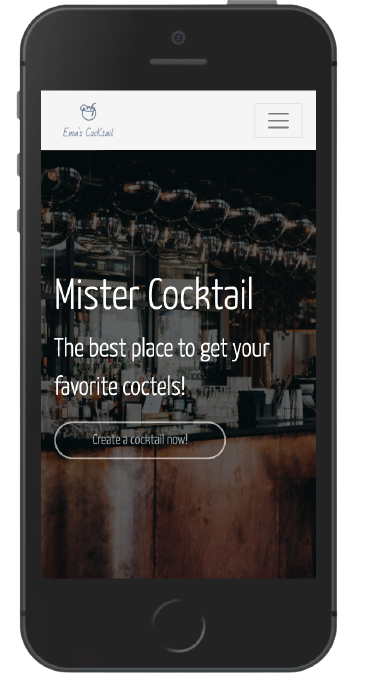 Ema's Cocktail
Mister Cocktail
The best place to get your
favorite coctels!
Create a cocktail now!